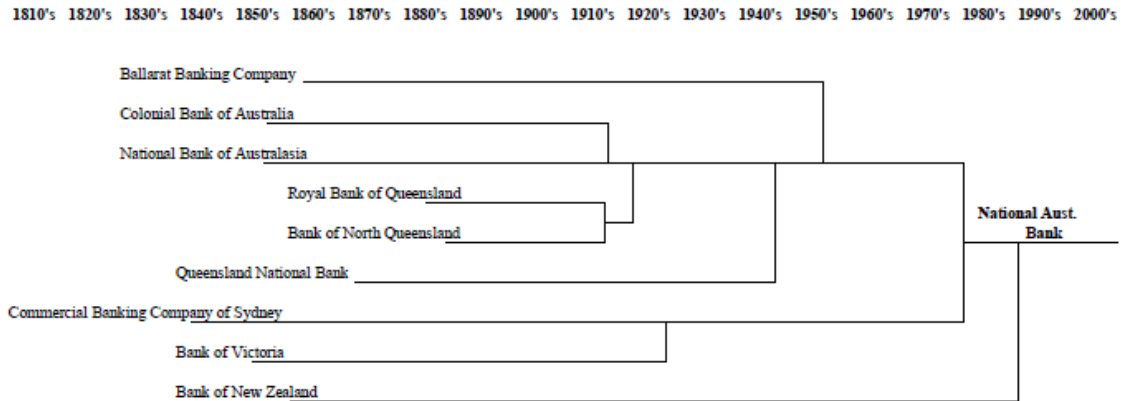 1810's 1820's 1830's 1840's 1850's 1860's 1870's 1880's 1890's 1900's 1910's 1920's 1930's 1940's 1950's 1960's 1970's 1980's 1990's 2000's
Ballarat Banking Company
Colonial Bank of Australia
National Bank of Australasia
Royal Bank of Queensland
National Aust.
Bank
Bank of North Queensland
Queensland National Bank
Commercial Banking Company of Sydney
Bank of Victoria
Bank of New Zealand